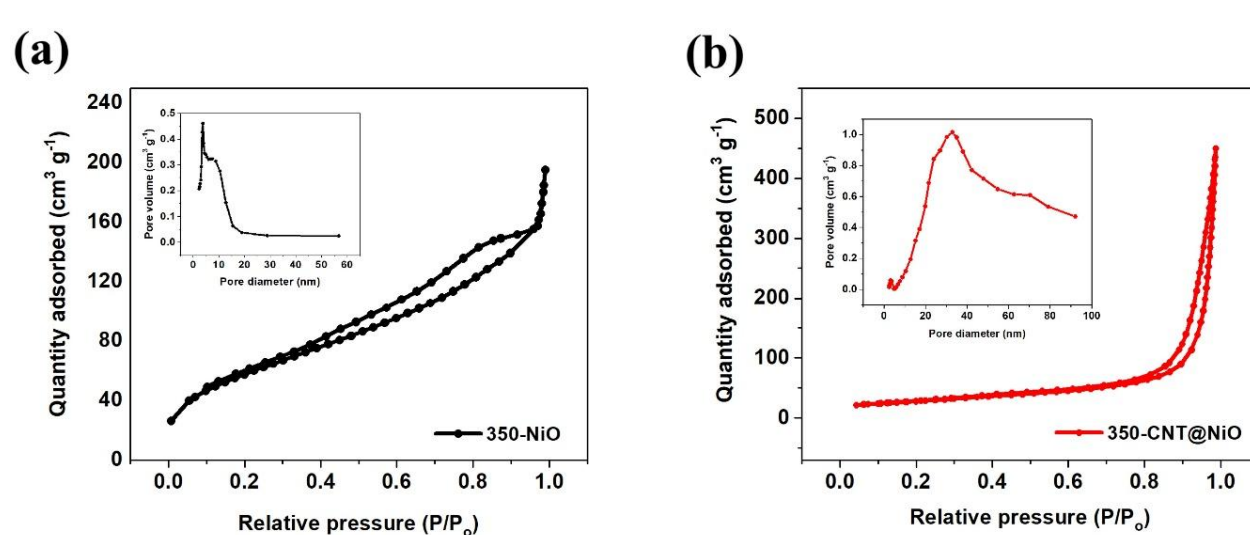 (a)
Quantity adsorbed (cm³ g⁻¹)
240
200
160
120
80
40
0
0.0 0.2 0.4 0.6 0.8 1.0
Relative pressure (P/Pₒ)
350-NiO
Pore volume (cm³ g⁻¹)
0.5
0.4
0.3
0.2
0.1
0.0
0 10 20 30 40 50 60
Pore diameter (nm)
(b)
Quantity adsorbed (cm³ g⁻¹)
450
400
350
300
250
200
150
100
50
0
0.0 0.2 0.4 0.6 0.8 1.0
Relative pressure (P/Pₒ)
350-CNT@NiO
Pore volume (cm³ g⁻¹)
1.0
0.8
0.6
0.4
0.2
0.0
0 20 40 60 80 100
Pore diameter (nm)